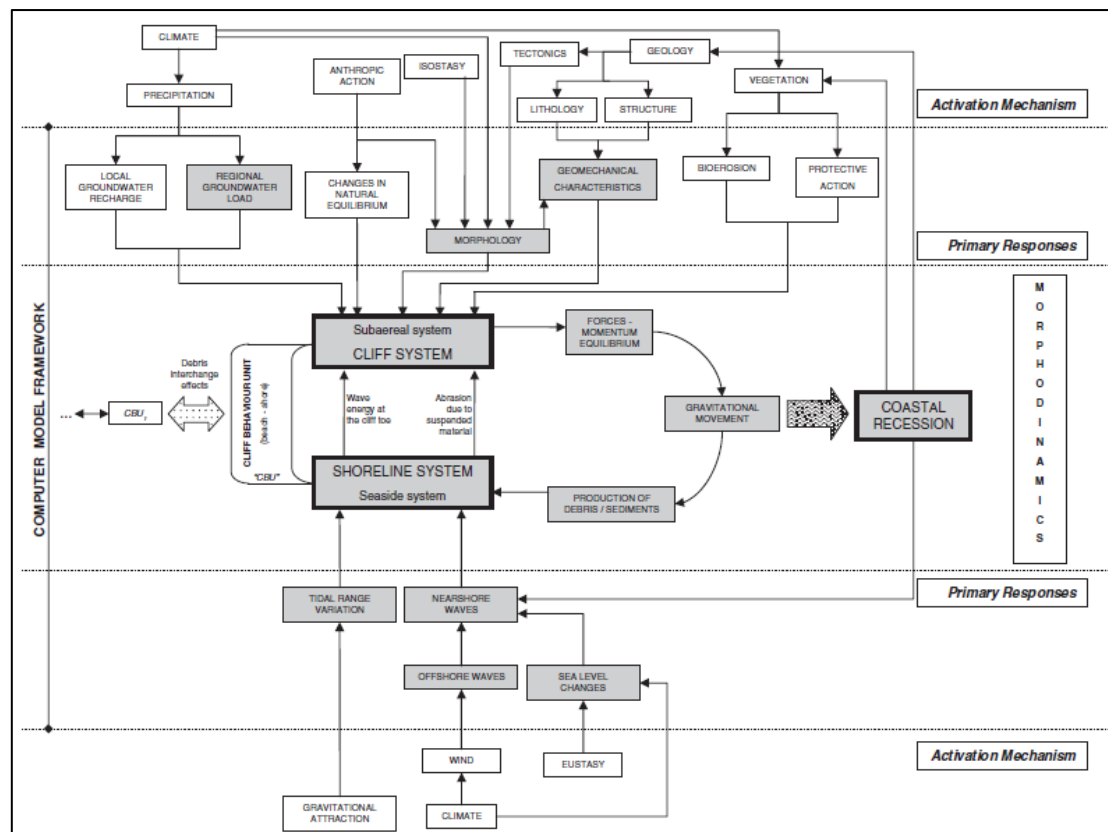 CLIMATE
TECTONICS
GEOLOGY
ISOSTASY
ANTHROPIC
ACTION
VEGETATION
PRECIPITATION
LITHOLOGY
STRUCTURE
Activation Mechanism
LOCAL
GROUNDWATER
RECHARGE
REGIONAL
GROUNDWATER
LOAD
CHANGES IN
NATURAL
EQUILIBRIUM
GEOMECHANICAL
CHARACTERISTICS
BIOEROSION
PROTECTIVE
ACTION
MORPHOLOGY
Primary Responses
COMPUTER MODEL FRAMEWORK
Subaereal system
CLIFF SYSTEM
FORCES -
MOMENTUM
EQUILIBRIUM
Debris
interchange
effects
... CBU1
CLIFF BEHAVIOUR UNIT
(beach - shore)
"CBU"
Wave
energy at
the cliff toe
Abrasion
due to
suspended
material
GRAVITATIONAL
MOVEMENT
COASTAL
RECESSION
MORPHODINAMICS
SHORELINE SYSTEM
Seaside system
PRODUCTION OF
DEBRIS / SEDIMENTS
TIDAL RANGE
VARIATION
NEARSHORE
WAVES
Primary Responses
OFFSHORE WAVES
SEA LEVEL
CHANGES
WIND
EUSTASY
Activation Mechanism
GRAVITATIONAL
ATTRACTION
CLIMATE